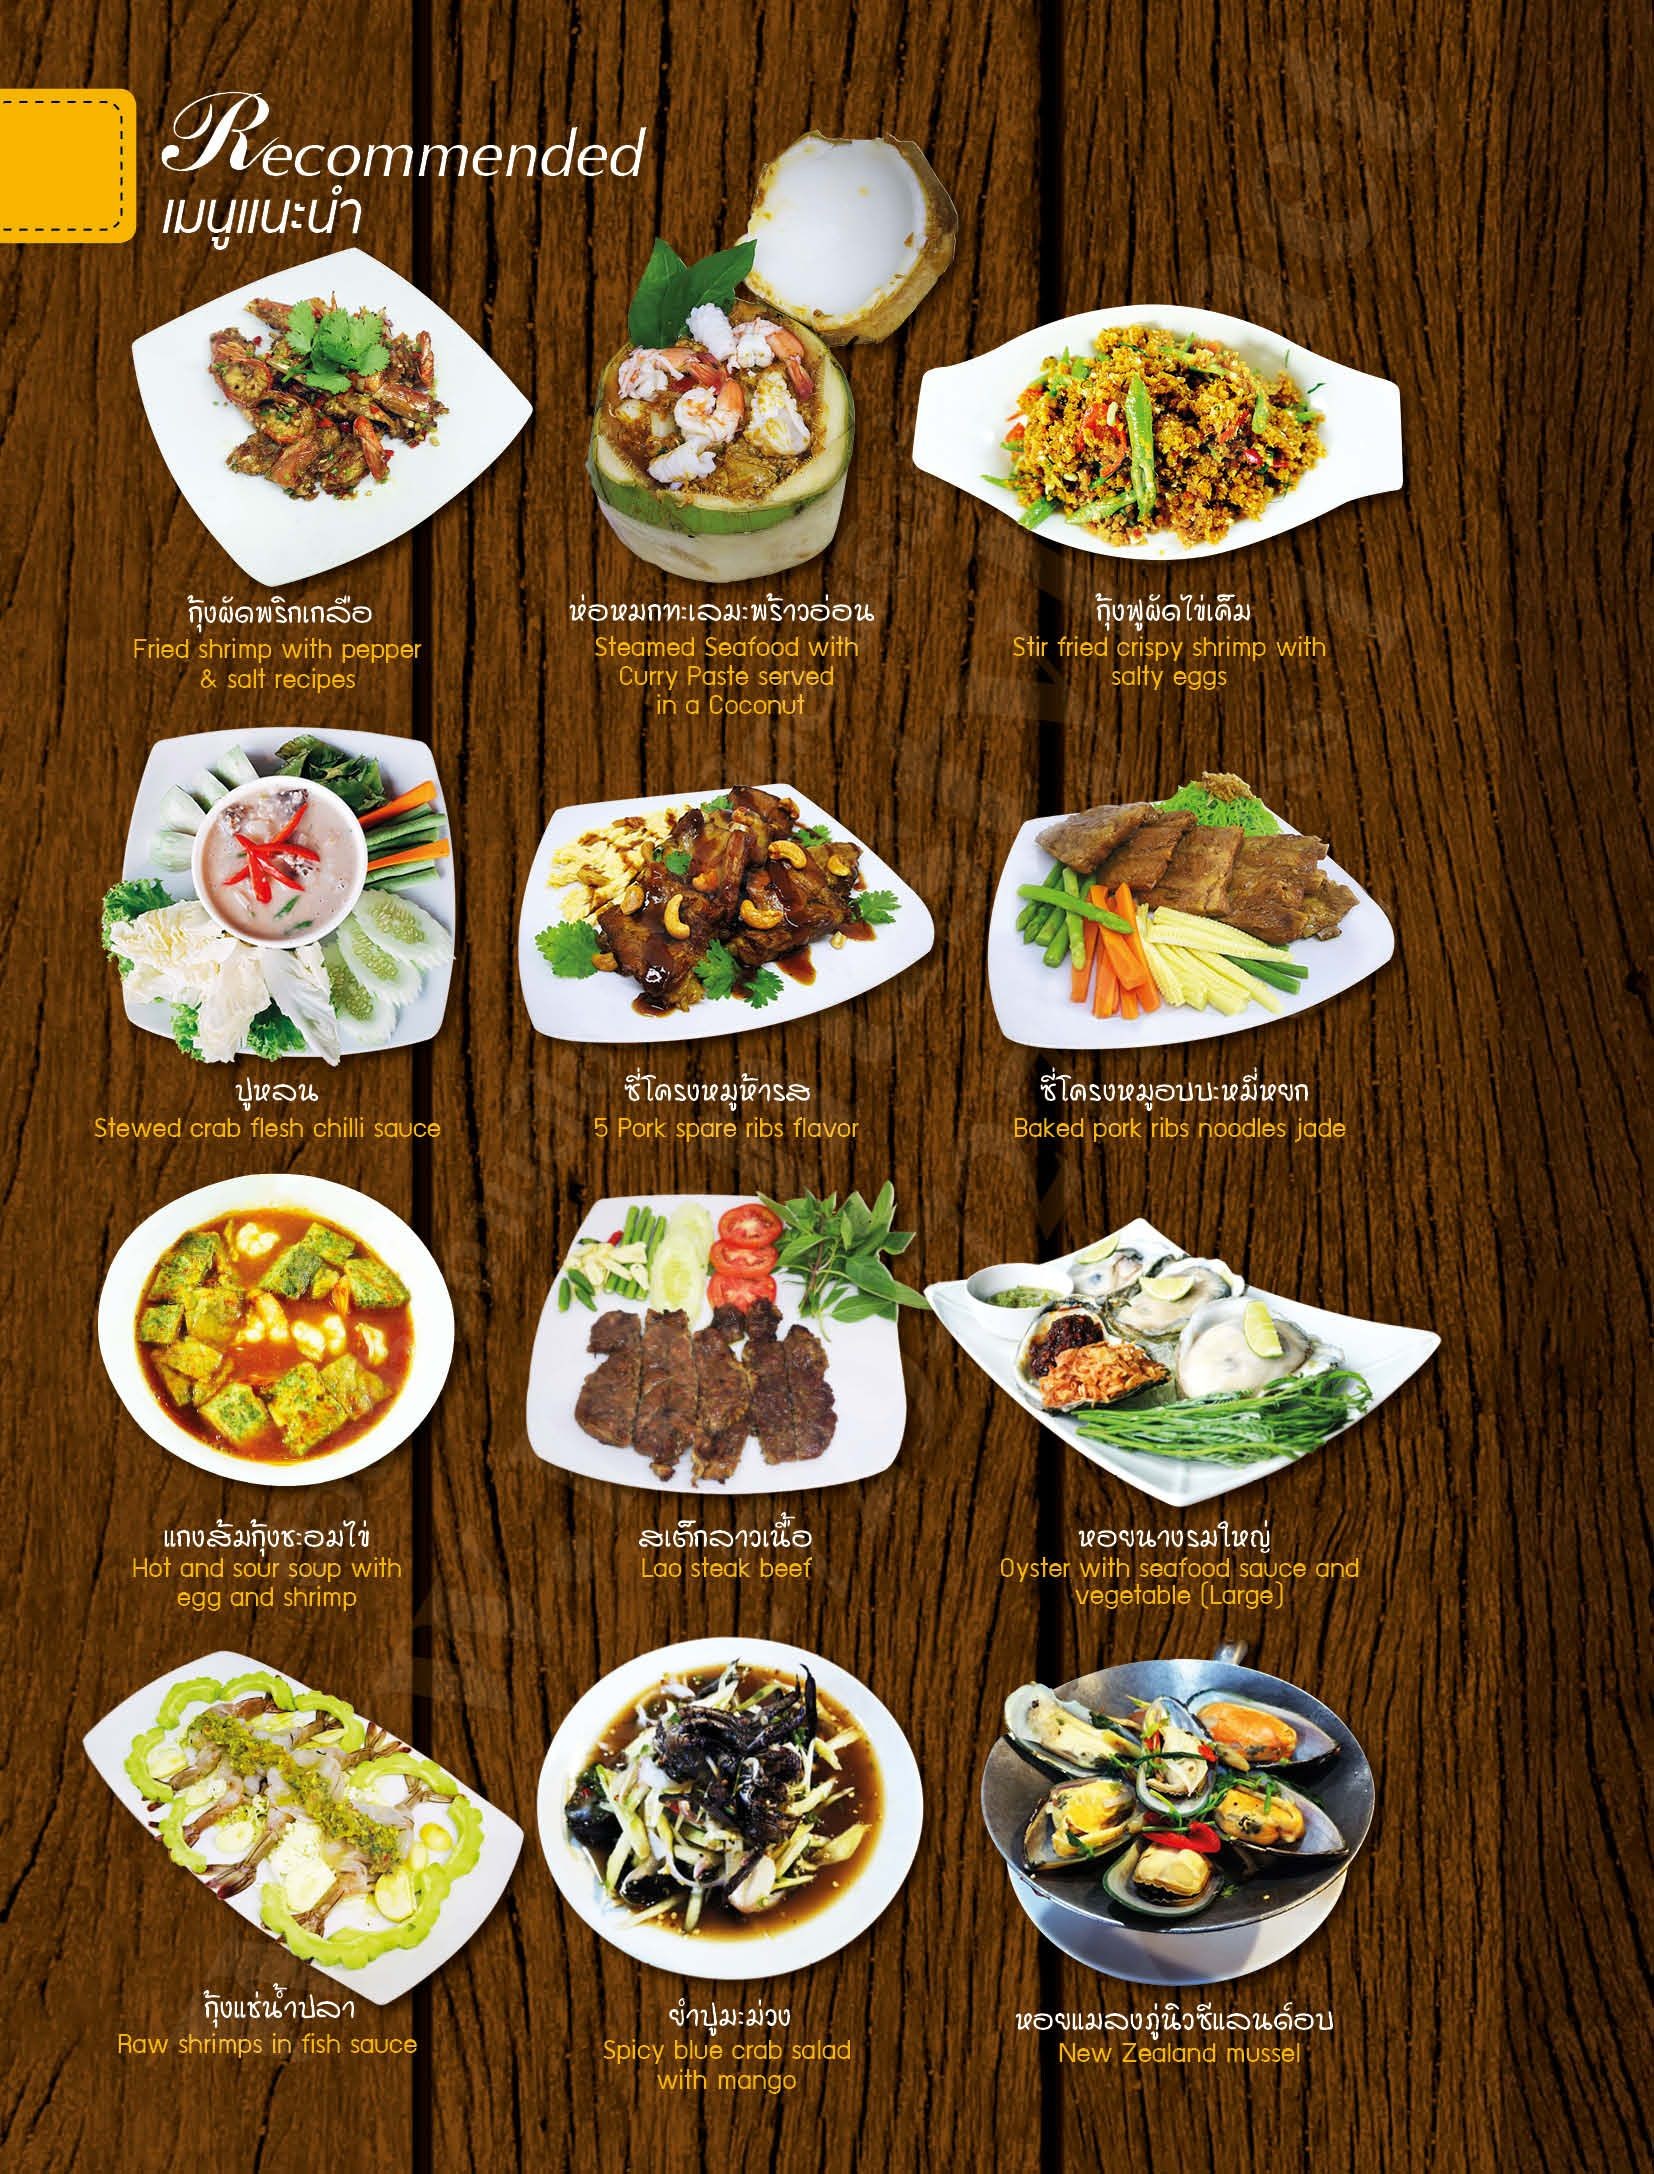 Recommended
เมนูแนะนำ
กุ้งผัดพริกเกลือ
Fried shrimp with pepper
& salt recipes
ห่อหมกทะเลมะพร้าวอ่อน
Steamed Seafood with
Curry Paste served
in a Coconut
กุ้งฟูผัดไข่เค็ม
Stir fried crispy shrimp with
salty eggs
ปูหลน
Stewed crab flesh chilli sauce
ซี่โครงหมูห้ารส
5 Pork spare ribs flavor
ซี่โครงหมูอบบะหมี่หยก
Baked pork ribs noodles jade
แกงส้มกุ้งชะอมไข่
Hot and sour soup with
egg and shrimp
สเต็กลาวเนื้อ
Lao steak beef
หอยนางรมใหญ่
Oyster with seafood sauce and
vegetable (Large)
กุ้งแช่น้ำปลา
Raw shrimps in fish sauce
ยำปูมะม่วง
Spicy blue crab salad
with mango
หอยแมลงภู่นิวซีแลนด์อบ
New Zealand mussel